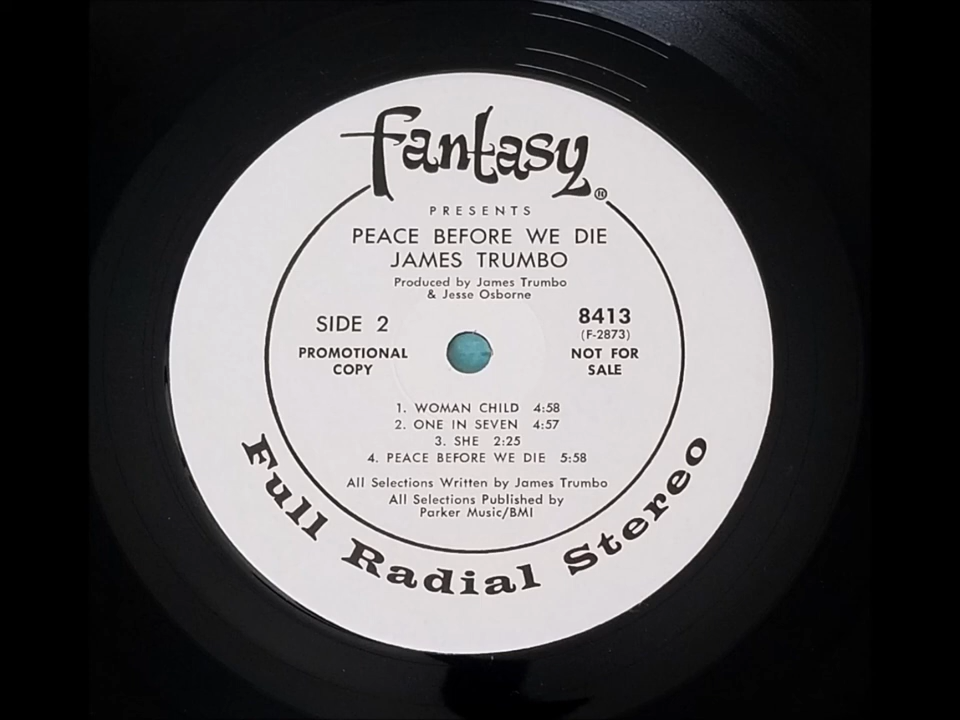 fantasy®
PRESENTS
PEACE BEFORE WE DIE
JAMES TRUMBO
Produced by James Trumbo
& Jesse Osborne
SIDE 2
8413
(F-2873)
PROMOTIONAL
COPY
NOT FOR
SALE
1. WOMAN CHILD 4:58
2. ONE IN SEVEN 4:57
3. SHE 2:25
4. PEACE BEFORE WE DIE 5:58
All Selections Written by James Trumbo
All Selections Published by
Parker Music/BMI
Full Radial Stereo